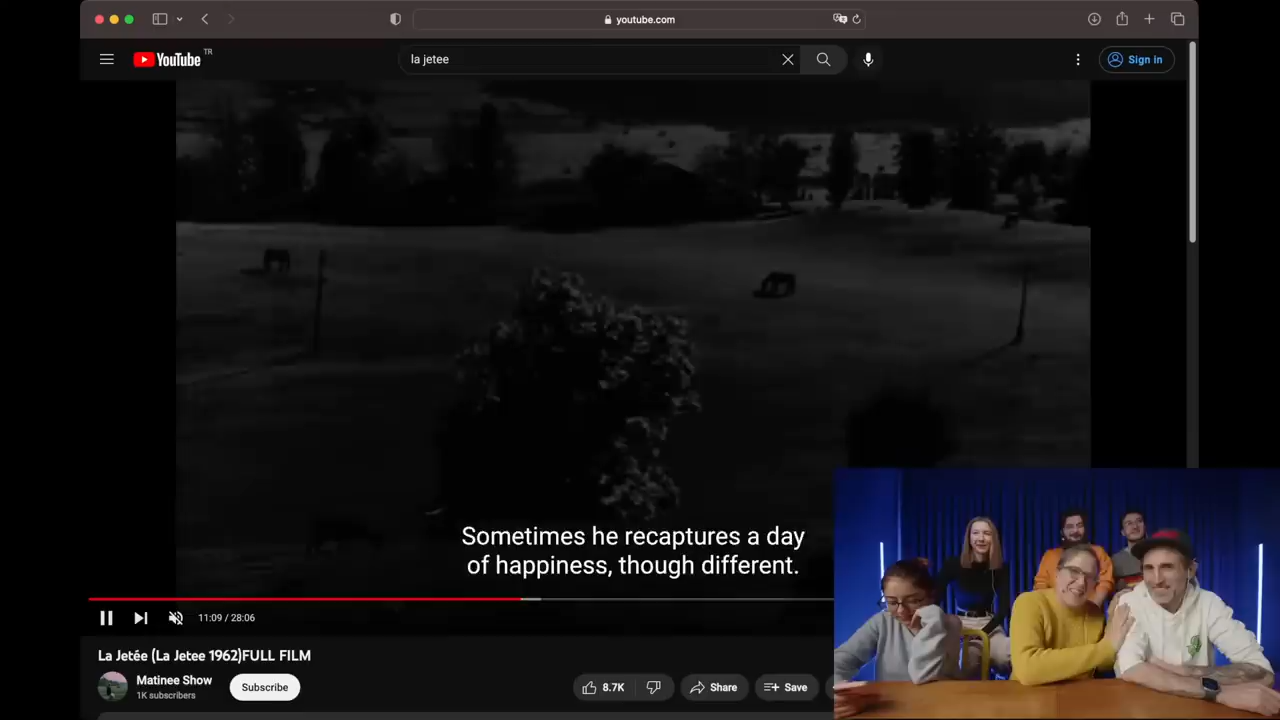 youtube.com
YouTube TR
la jetee
Sign in
Sometimes he recaptures a day
of happiness, though different.
11:09 / 28:06
La Jetée (La Jetee 1962)FULL FILM
Matinee Show
1K subscribers
Subscribe
8.7K
Share
Save